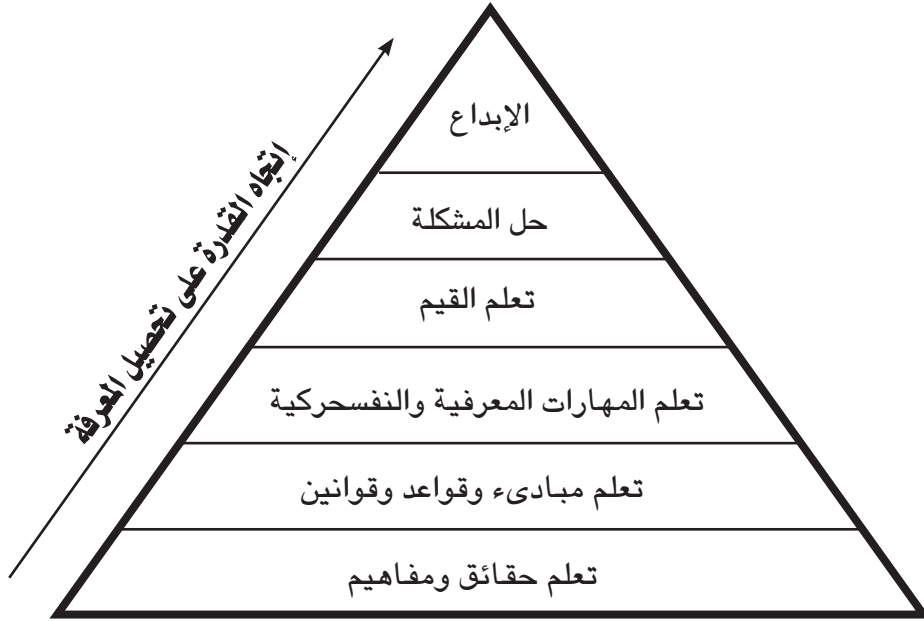 الإبداع
حل المشكلة
تعلم القيم
تعلم المهارات المعرفية والنفسحركية
تعلم مبادىء وقواعد وقوانين
تعلم حقائق ومفاهيم
إتجاه القدرة على تحصيل المعرفة